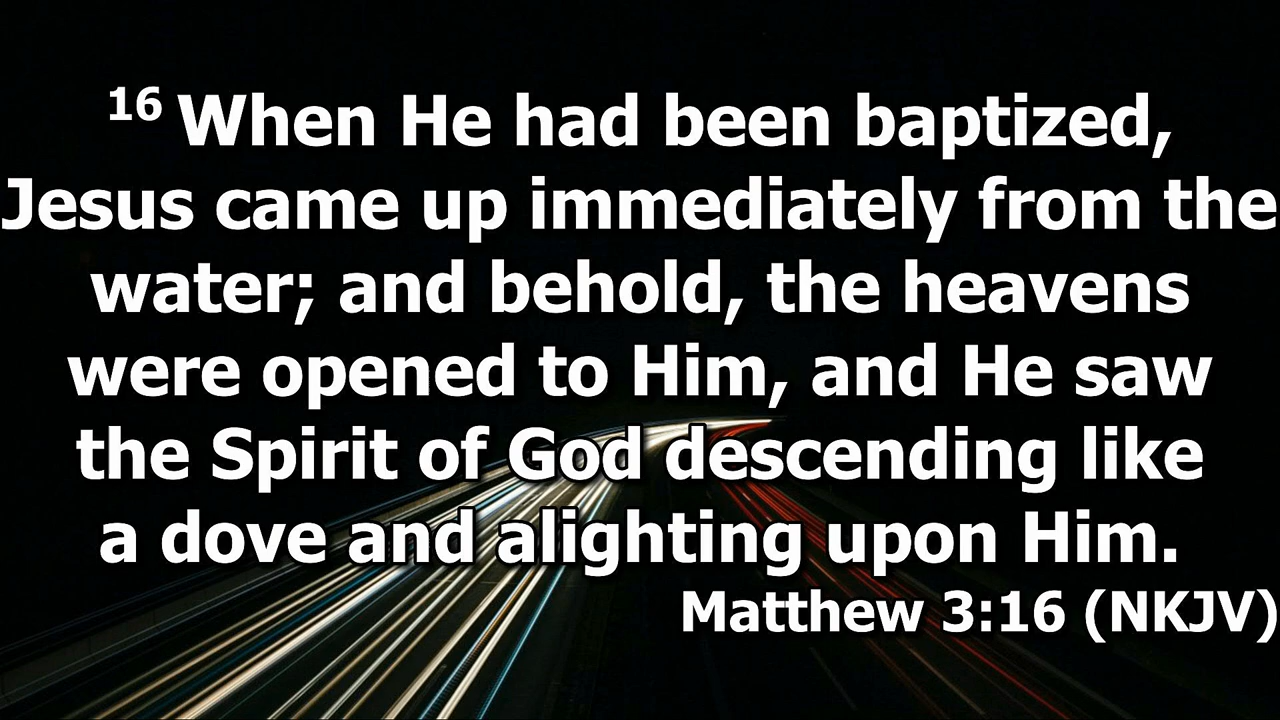 16 When He had been baptized,
Jesus came up immediately from the
water; and behold, the heavens
were opened to Him, and He saw
the Spirit of God descending like
a dove and alighting upon Him.
Matthew 3:16 (NKJV)